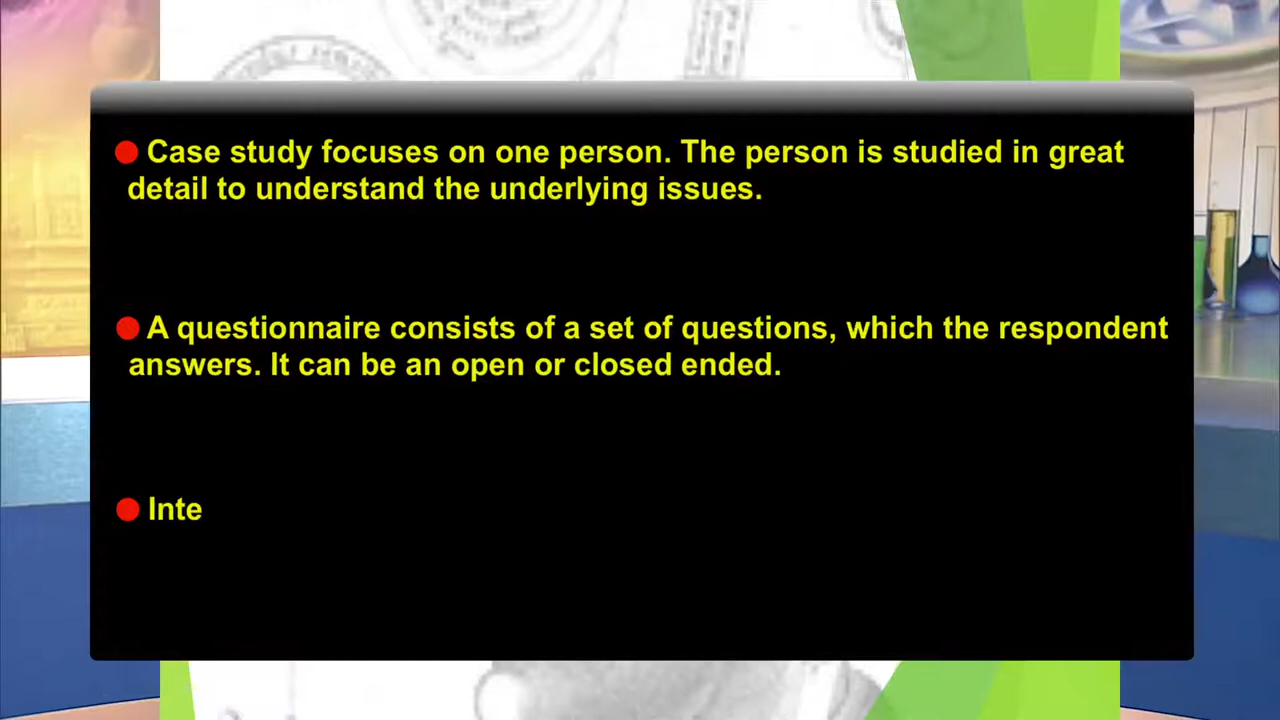 Case study focuses on one person. The person is studied in great
detail to understand the underlying issues.
A questionnaire consists of a set of questions, which the respondent
answers. It can be an open or closed ended.
Inte